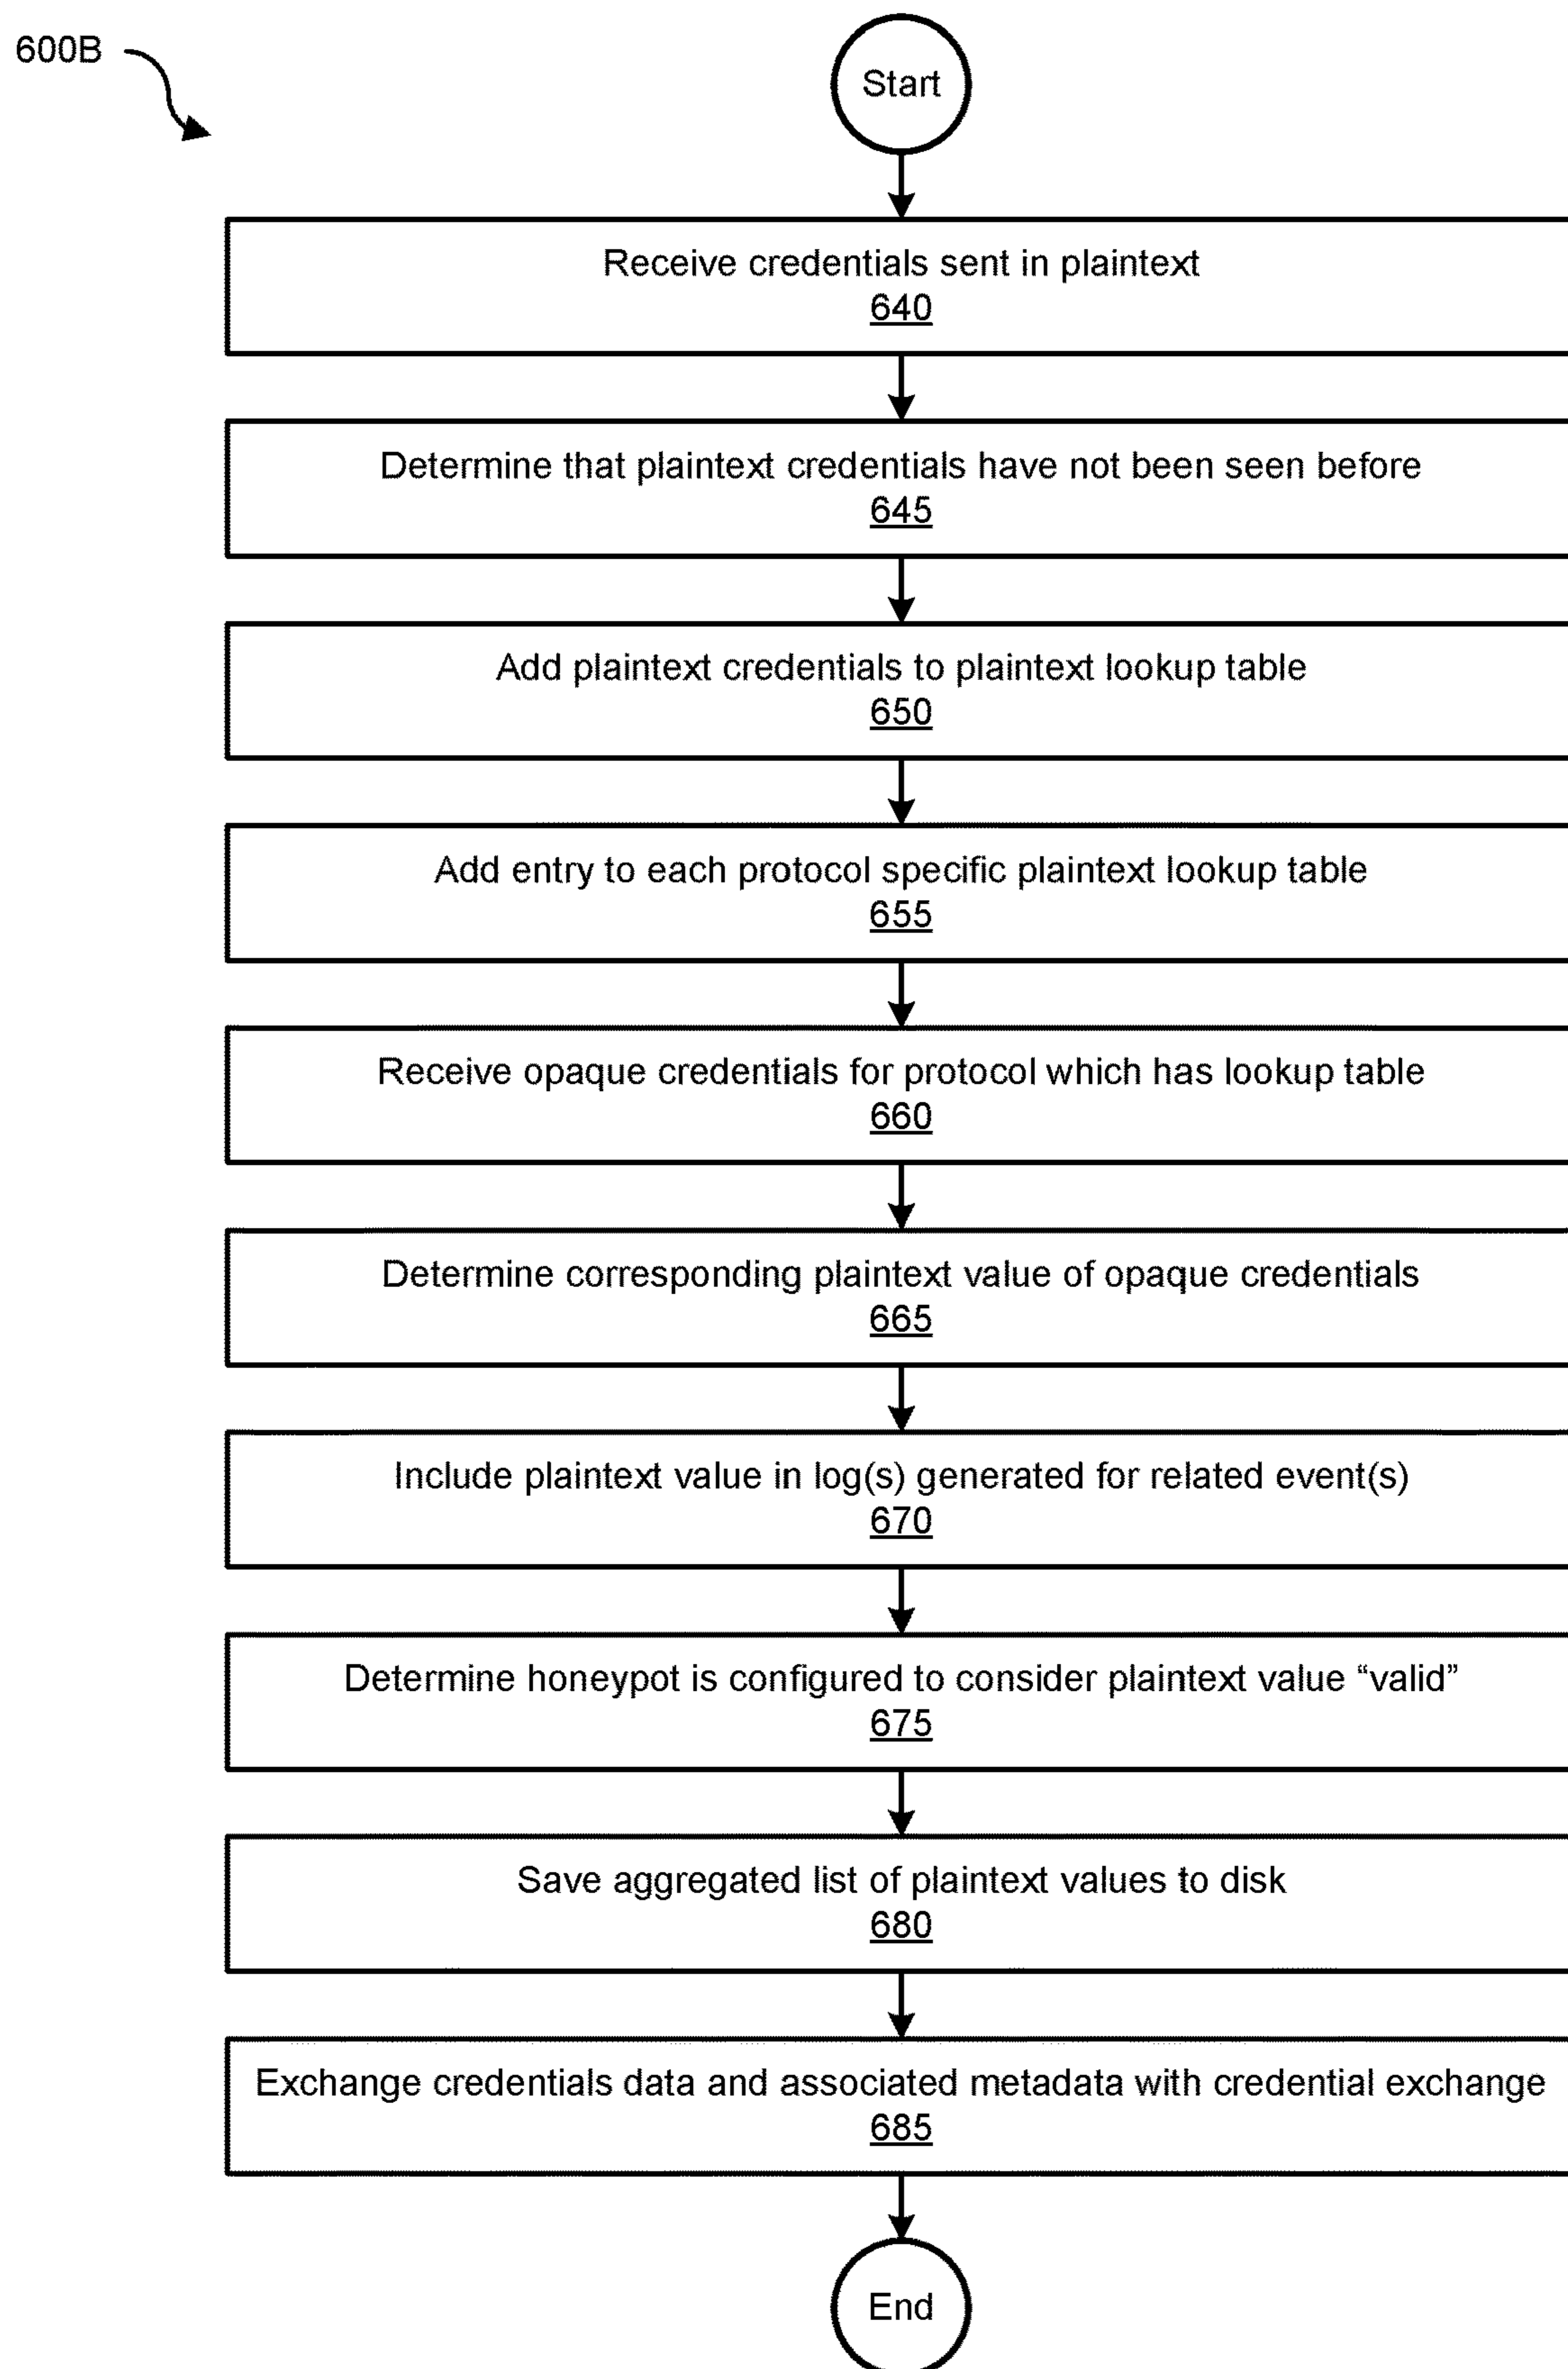 600B
Start
Receive credentials sent in plaintext
640
Determine that plaintext credentials have not been seen before
645
Add plaintext credentials to plaintext lookup table
650
Add entry to each protocol specific plaintext lookup table
655
Receive opaque credentials for protocol which has lookup table
660
Determine corresponding plaintext value of opaque credentials
665
Include plaintext value in log(s) generated for related event(s)
670
Determine honeypot is configured to consider plaintext value “valid”
675
Save aggregated list of plaintext values to disk
680
Exchange credentials data and associated metadata with credential exchange
685
End